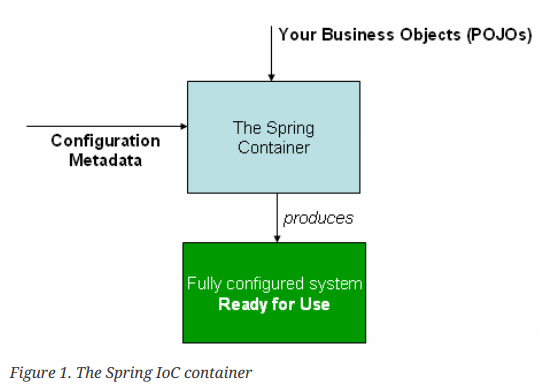 Your Business Objects (POJOs)
The Spring
Container
Configuration
Metadata
produces
Fully configured system
Ready for Use
Figure 1. The Spring IoC container